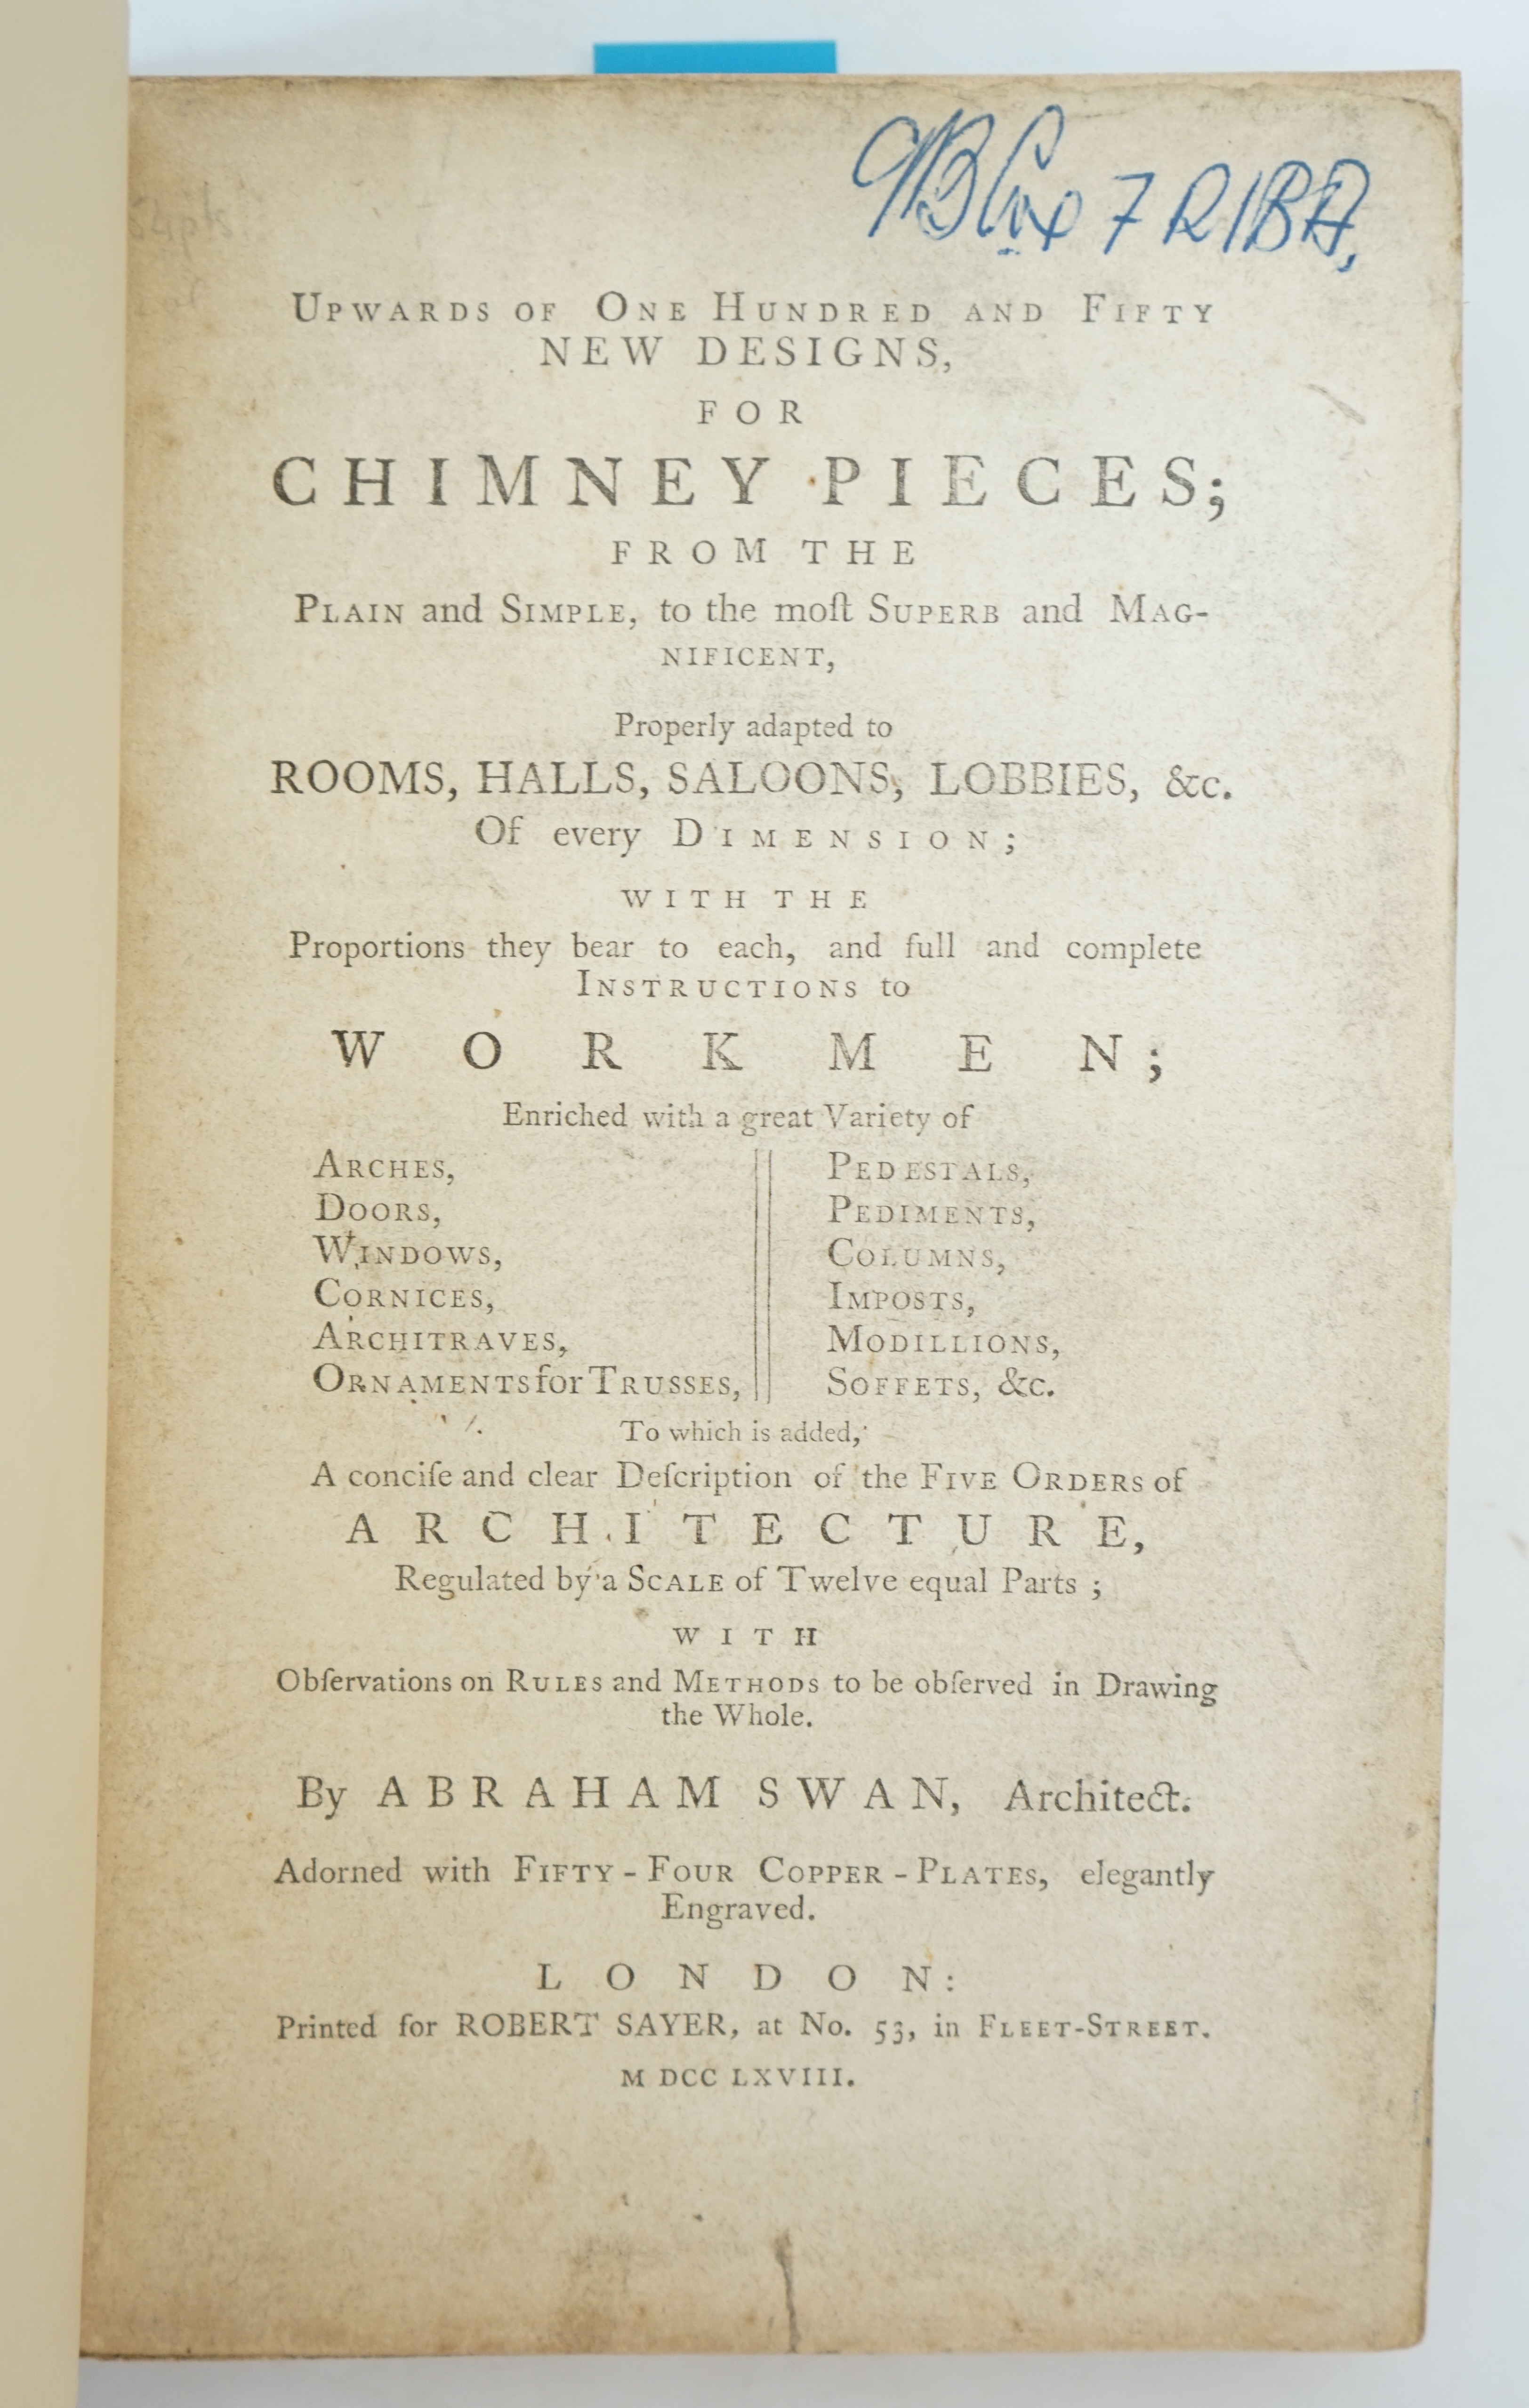 UPWARDS OF ONE HUNDRED AND FIFTY
NEW DESIGNS,
FOR
CHIMNEY PIECES;
FROM THE
PLAIN and SIMPLE, to the moſt SUPERB and MAG-
NIFICENT,
Properly adapted to
ROOMS, HALLS, SALOONS, LOBBIES, &c.
Of every DIMENSION;
WITH THE
Proportions they bear to each, and full and complete
INSTRUCTIONS to
WORKMEN;
Enriched with a great Variety of
ARCHES,
DOORS,
WINDOWS,
CORNICES,
ARCHITRAVES,
ORNAMENTS for TRUSSES,
PEDESTALS,
PEDIMENTS,
COLUMNS,
IMPOSTS,
MODILLIONS,
SOFFETS, &c.
To which is added,
A conciſe and clear Deſcription of the FIVE ORDERS of
ARCHITECTURE,
Regulated by a SCALE of Twelve equal Parts ;
WITH
Obſervations on RULES and METHODS to be obſerved in Drawing
the Whole.
By ABRAHAM SWAN, Architect.
Adorned with FIFTY-FOUR COPPER-PLATES, elegantly
Engraved.
LONDON:
Printed for ROBERT SAYER, at No. 53, in FLEET-STREET.
M DCC LXVIII.